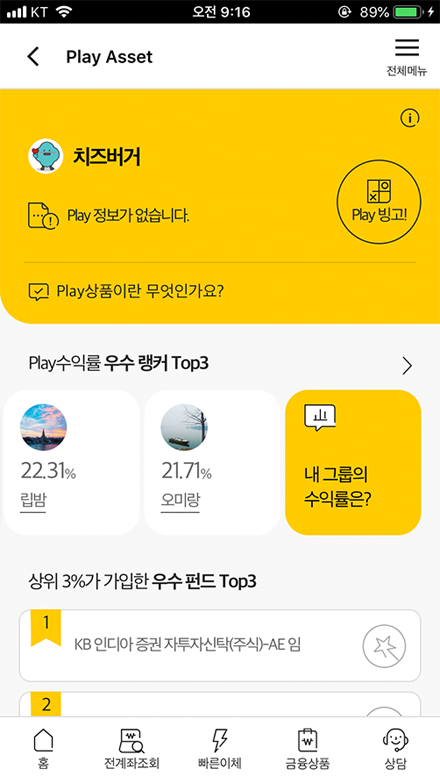 KT 오전 9:16 89%
Play Asset
전체메뉴
치즈버거
Play 정보가 없습니다.
Play 빙고!
Play상품이란 무엇인가요?
Play수익률 우수 랭커 Top3
22.31%
립밤
21.71%
오미랑
내 그룹의
수익률은?
상위 3%가 가입한 우수 펀드 Top3
1
KB 인디아 증권 자투자신탁(주식)-AE 임
2
홈 전계좌조회 빠른이체 금융상품 상담